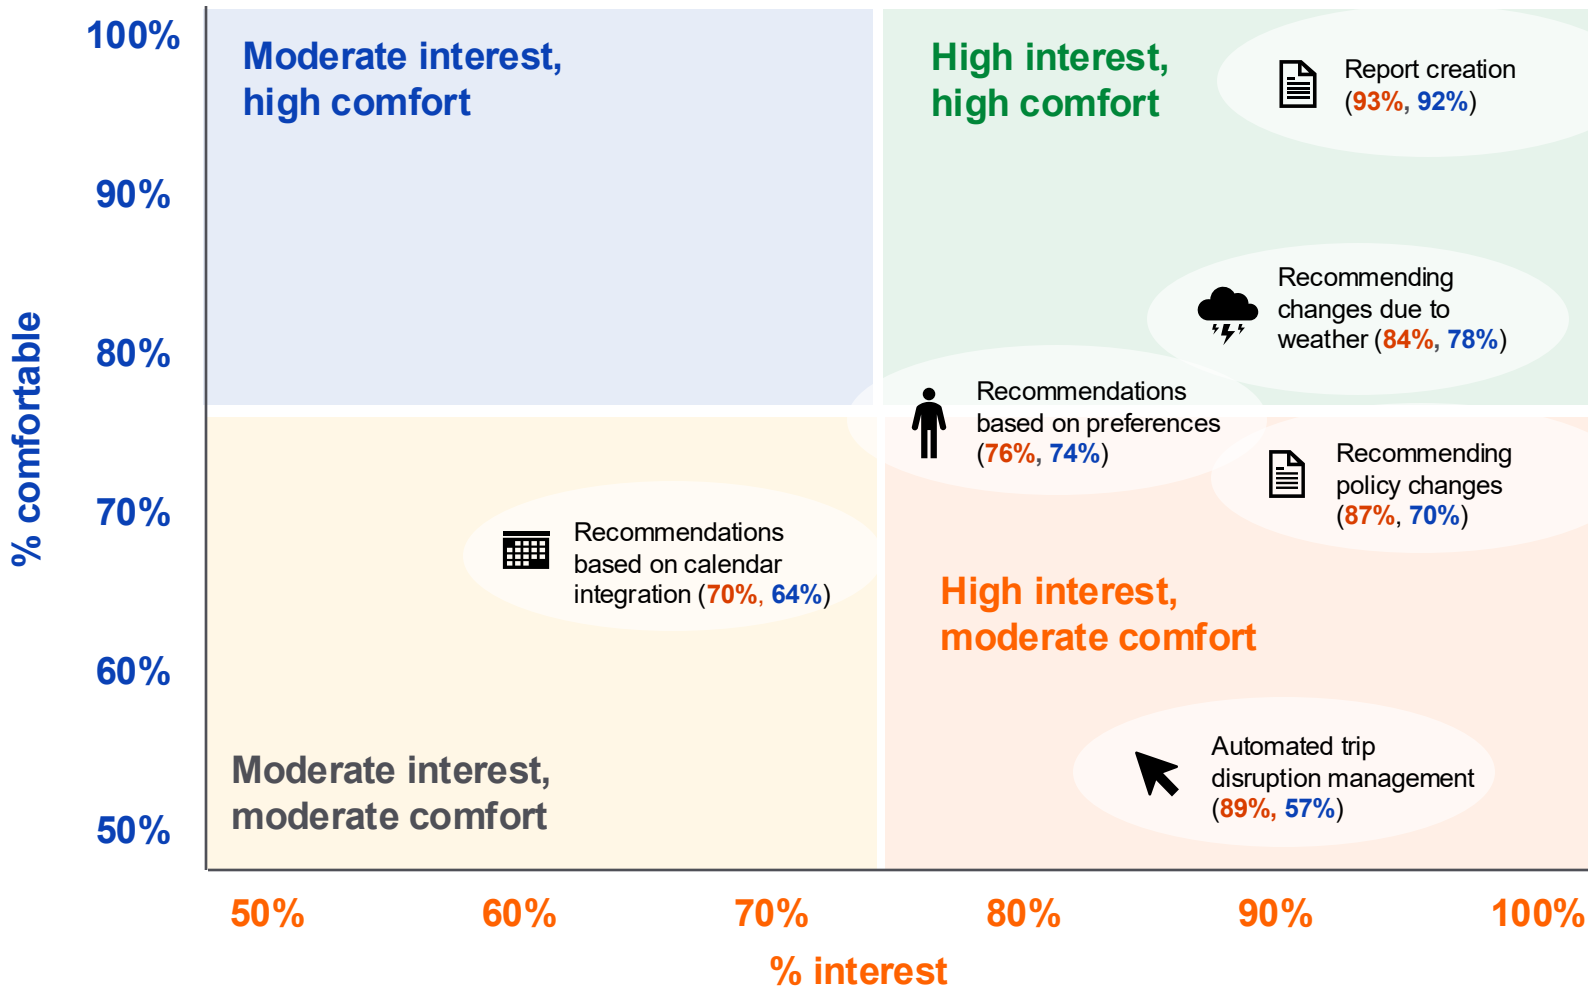 100%
90%
80%
70%
60%
50%
% comfortable
Moderate interest,
high comfort
High interest,
high comfort
Report creation
(93%, 92%)
Recommending
changes due to
weather (84%, 78%)
Recommendations
based on preferences
(76%, 74%)
Recommending
policy changes
(87%, 70%)
Recommendations
based on calendar
integration (70%, 64%)
High interest,
moderate comfort
Moderate interest,
moderate comfort
Automated trip
disruption management
(89%, 57%)
50% 60% 70% 80% 90% 100%
% interest